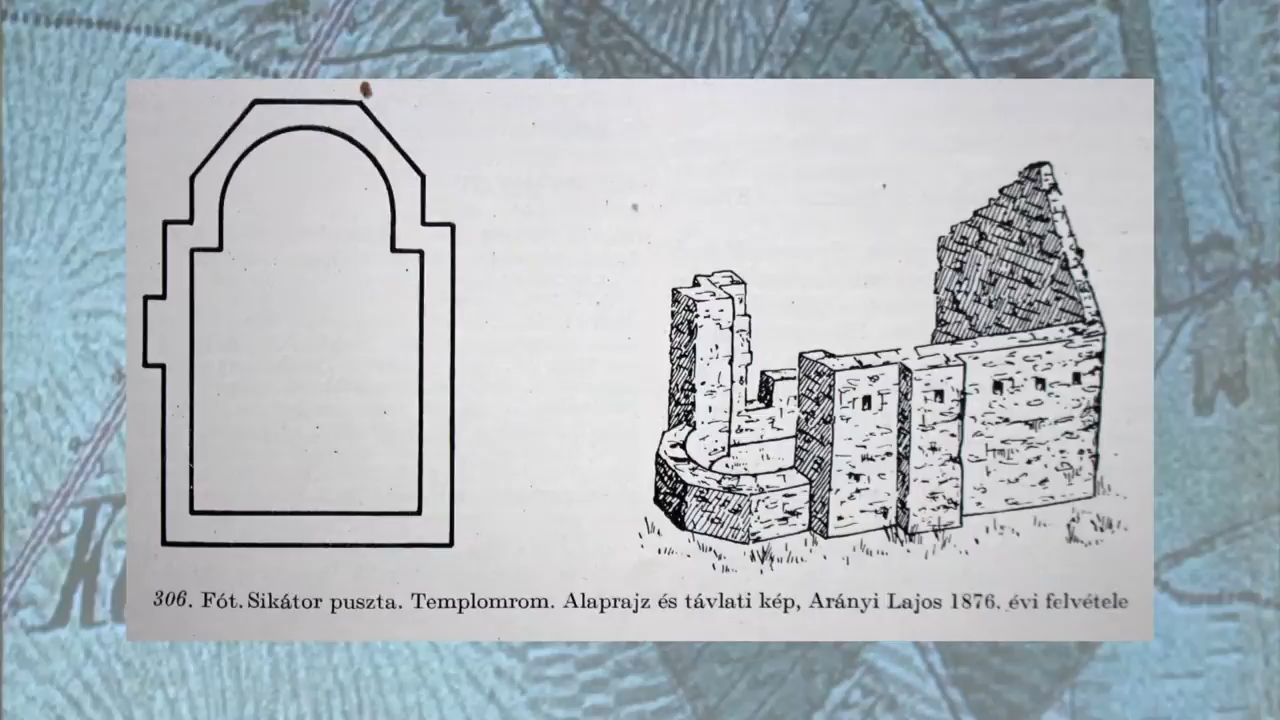 306. Fót. Sikátor puszta. Templomrom. Alaprajz és távlati kép, Arányi Lajos 1876. évi felvétele